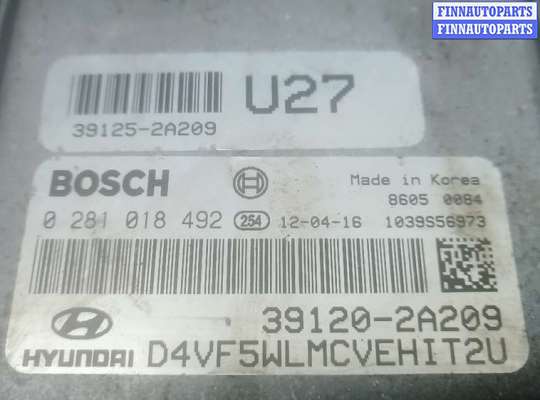 FINNAUTOPARTS
FINNAUTOPARTS
U27
39125-2A209
BOSCH
Made in Korea
8605 0084
0 281 018 492 254 12-04-16 1039S56973
39120-2A209
HYUNDAI D4VF5WLMCVEHIT2U